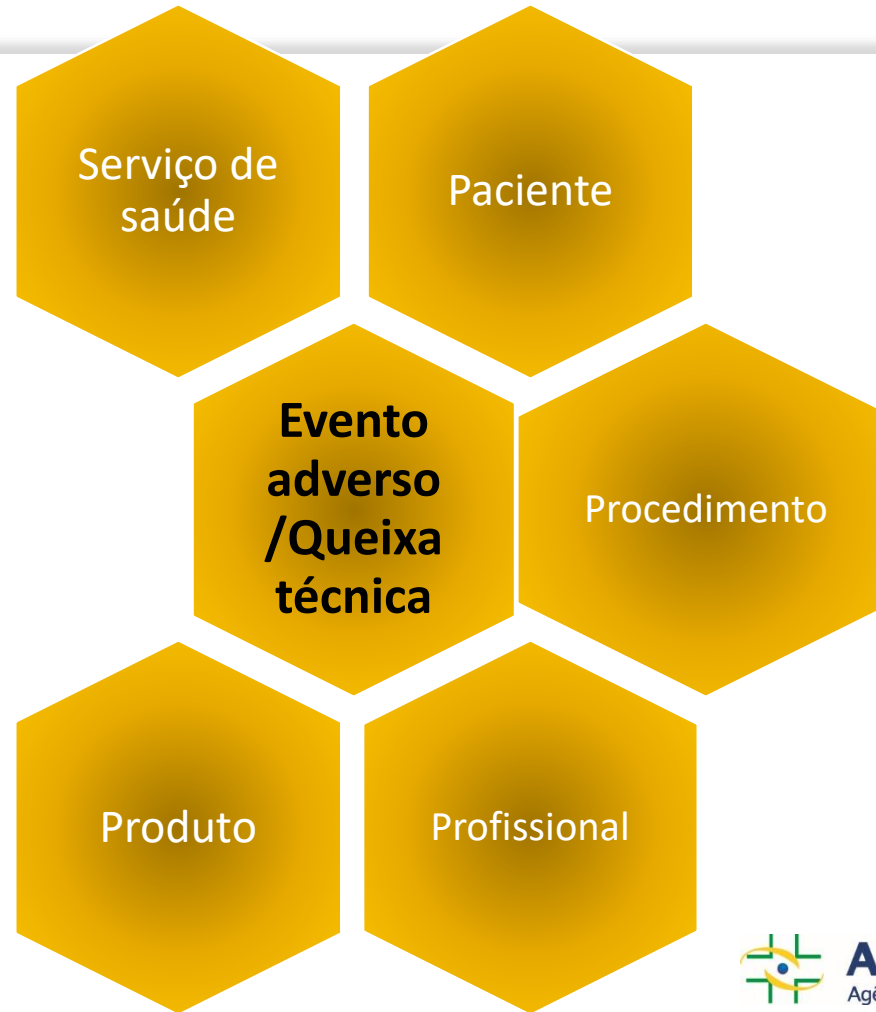 Serviço de
saúde
Paciente
Evento
adverso
/Queixa
técnica
Procedimento
Produto
Profissional